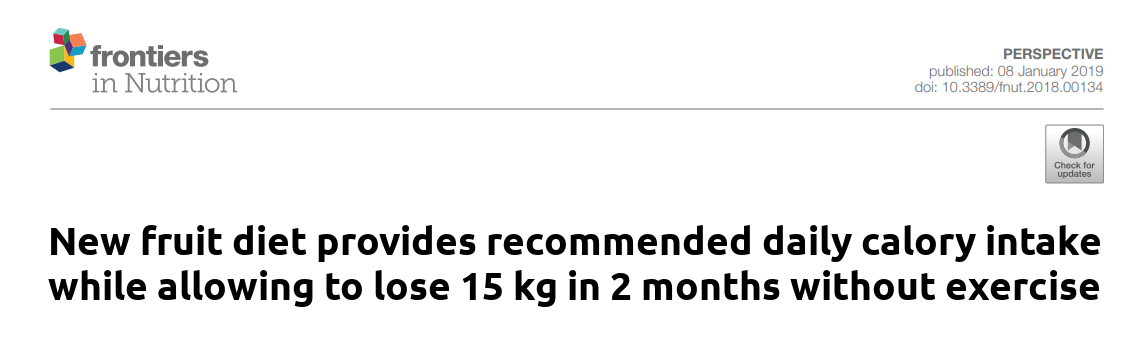 frontiers
in Nutrition
PERSPECTIVE
published: 08 January 2019
doi: 10.3389/fnut.2018.00134
Check for
updates
New fruit diet provides recommended daily calory intake
while allowing to lose 15 kg in 2 months without exercise